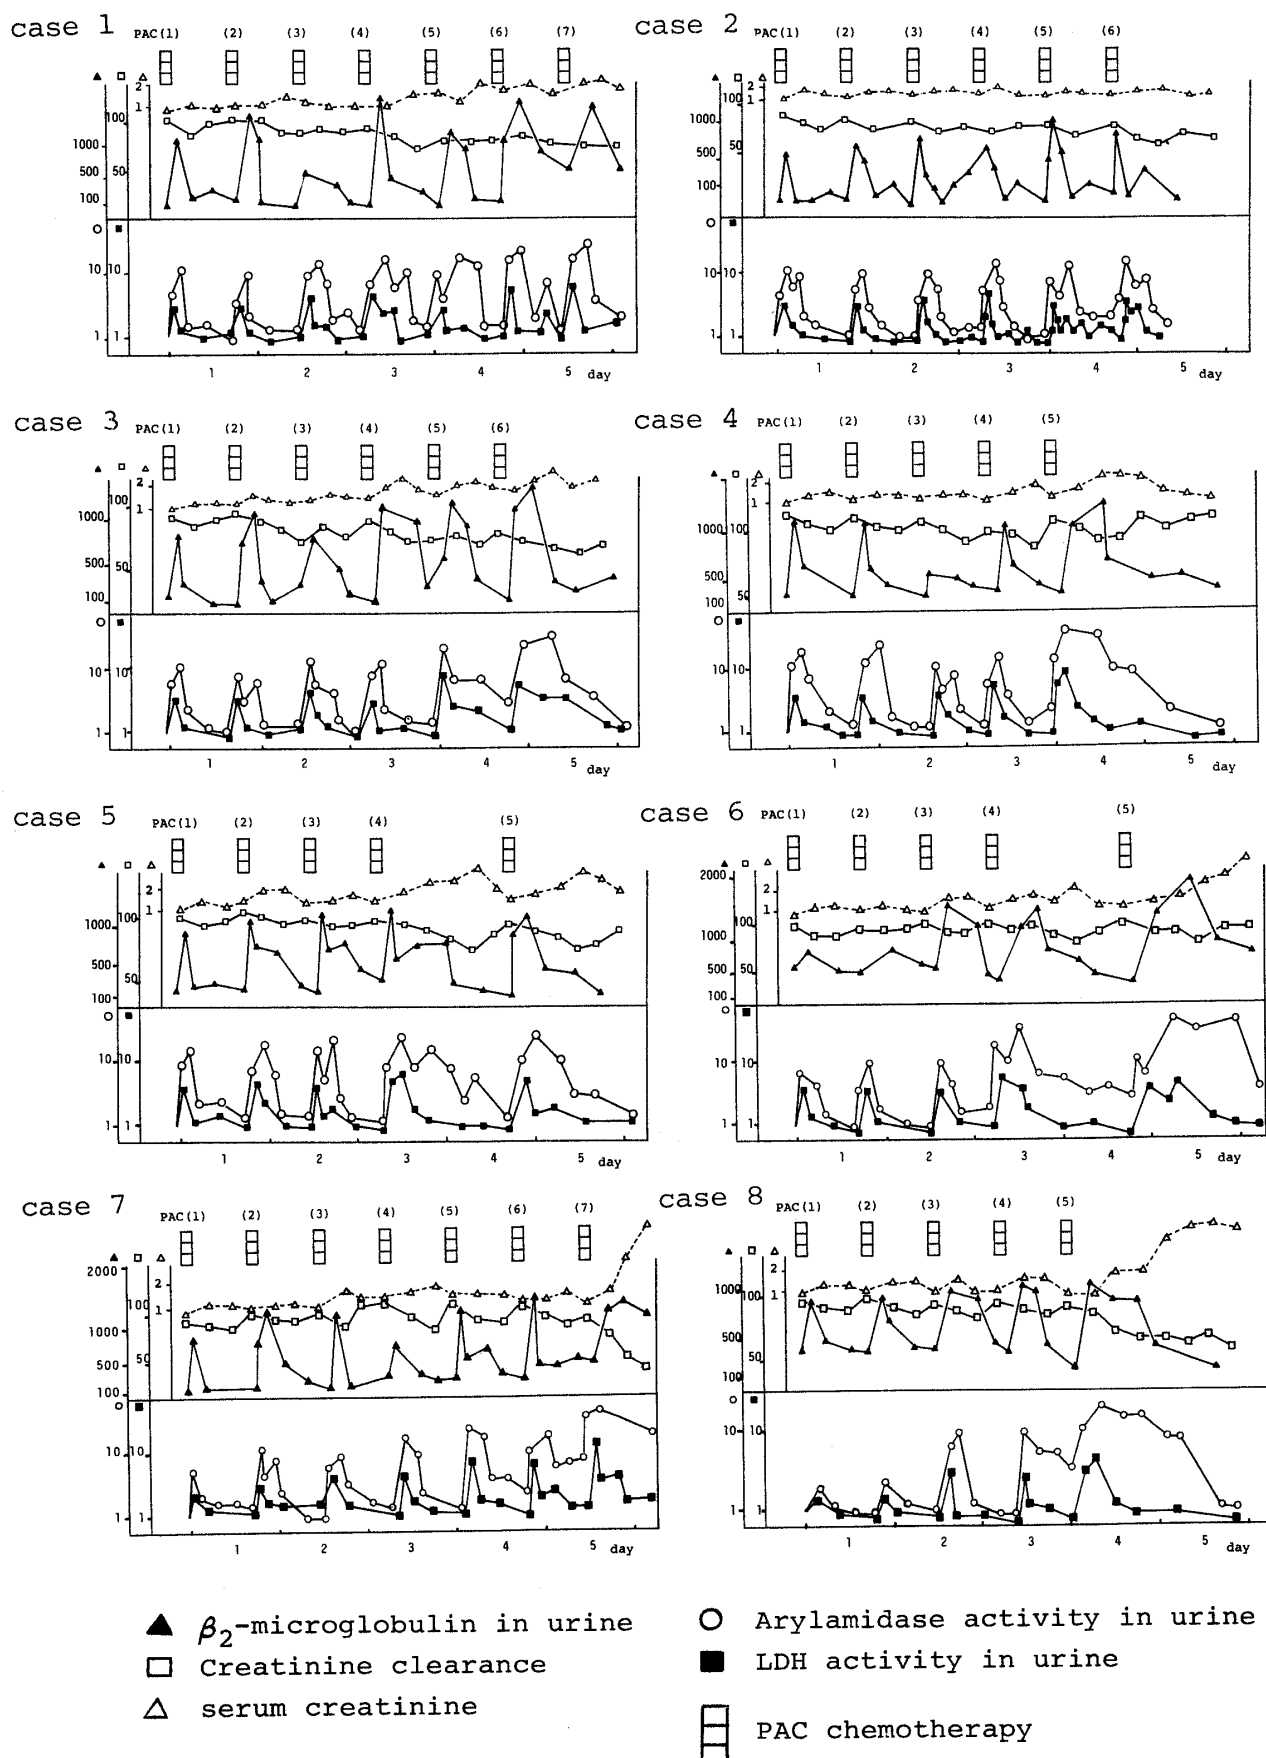 case 1 PAC(1) (2) (3) (4) (5) (6) (7)
▲ □ △
2
1
100
50
1000
500
100
○ ■
10 10
1 1
1 2 3 4 5 day
case 2 PAC(1) (2) (3) (4) (5) (6)
▲ □ △
2
1
100
50
1000
500
100
○ ■
10 10
1 1
1 2 3 4 5 day
case 3 PAC(1) (2) (3) (4) (5) (6)
▲ □ △
2
1
100
50
1000
500
100
○ ■
10 10
1 1
1 2 3 4 5 day
case 4 PAC(1) (2) (3) (4) (5)
▲ □ △
2
1
100
50
1000
500
100
○ ■
10 10
1 1
1 2 3 4 5 day
case 5 PAC(1) (2) (3) (4) (5)
▲ □ △
2
1
100
50
1000
500
100
○ ■
10 10
1 1
1 2 3 4 5 day
case 6 PAC(1) (2) (3) (4) (5)
▲ □ △
2
1
100
50
2000
1000
500
100
○ ■
10 10
1 1
1 2 3 4 5 day
case 7 PAC(1) (2) (3) (4) (5) (6) (7)
▲ □ △
2
1
100
50
2000
1000
500
100
○ ■
10 10
1 1
1 2 3 4 5 day
case 8 PAC(1) (2) (3) (4) (5)
▲ □ △
2
1
100
50
1000
500
100
○ ■
10 10
1 1
1 2 3 4 5 day
▲ β2-microglobulin in urine
□ Creatinine clearance
△ serum creatinine
○ Arylamidase activity in urine
■ LDH activity in urine
PAC chemotherapy